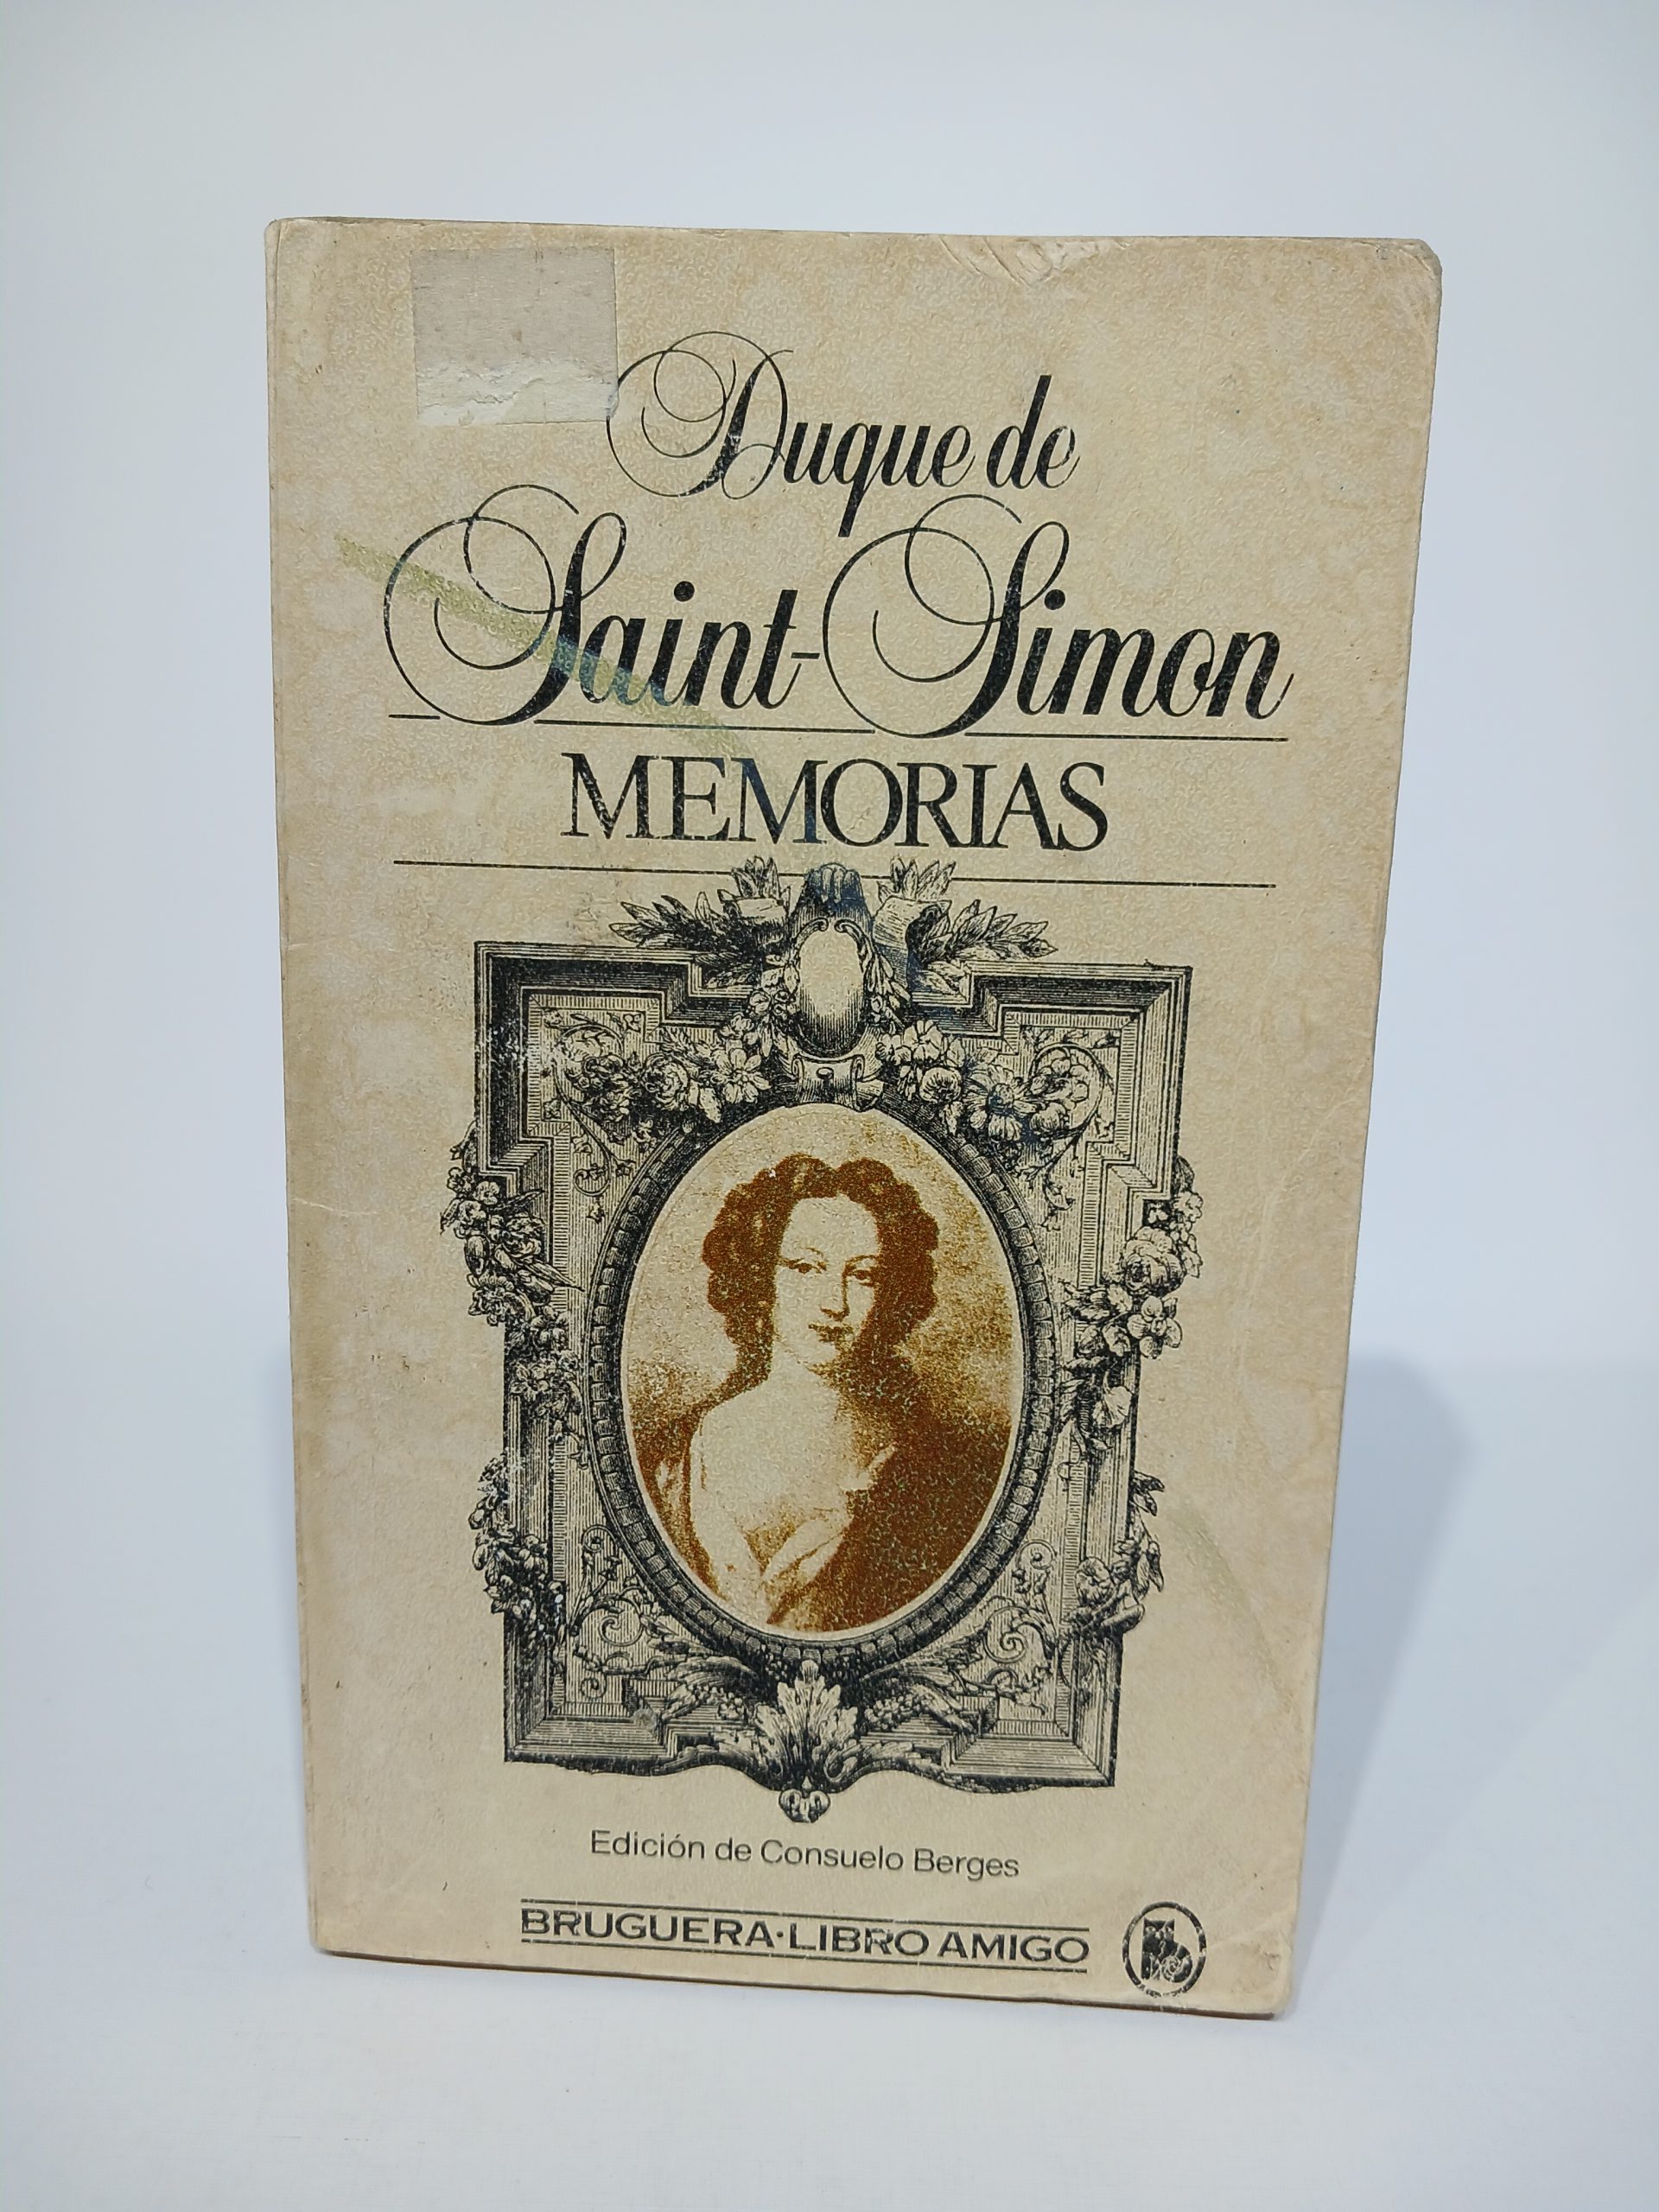 Duque de
Saint-Simon
MEMORIAS
Edición de Consuelo Berges
BRUGUERA·LIBRO AMIGO